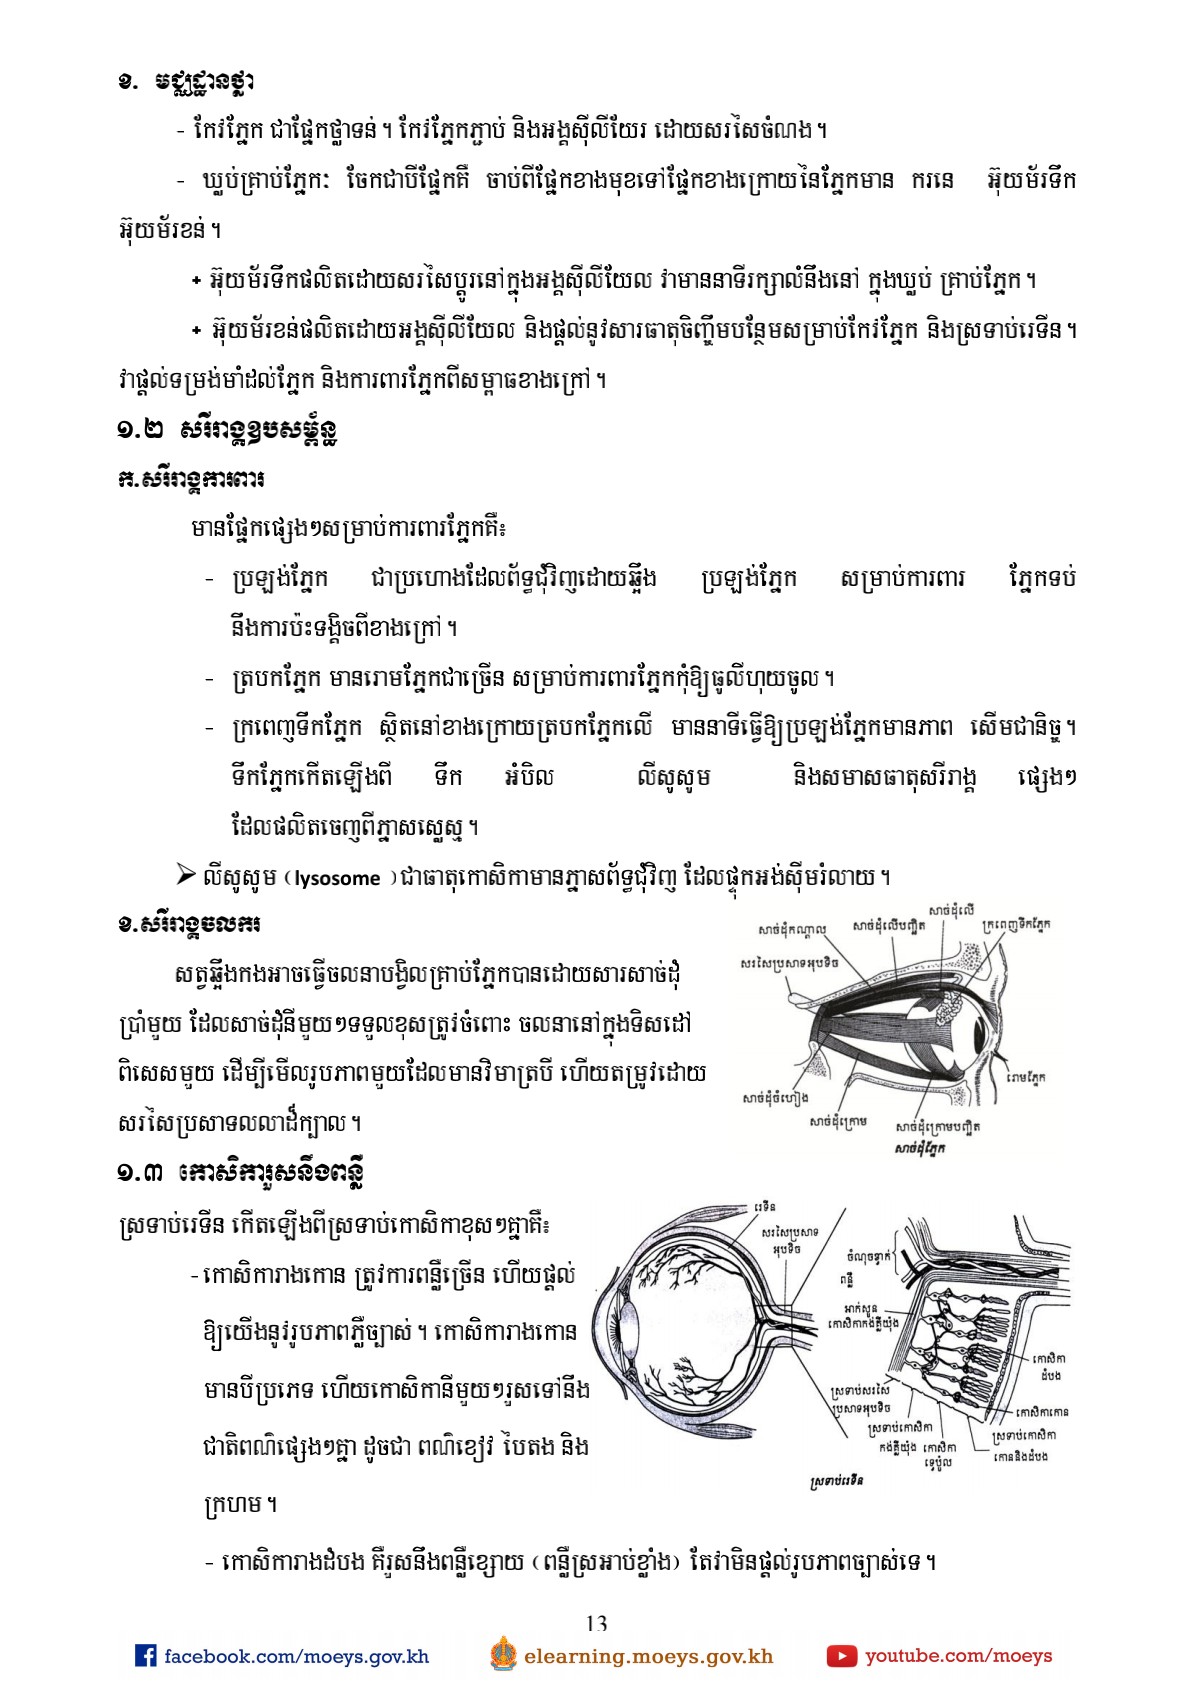 ខ. មជ្ឈដ្ឋានថ្លា
- កែវភ្នែក ជាផ្នែកថ្លាទន់។ កែវភ្នែកភ្ជាប់ និងអង្គស៊ីលីយែរ ដោយសរសៃចំណង។
- ឃ្លប់គ្រាប់ភ្នែក: ចែកជាបីផ្នែកគឺ ចាប់ពីផ្នែកខាងមុខទៅផ្នែកខាងក្រោយនៃភ្នែកមាន ករនេ អ៊ុយម័រទឹក
អ៊ុយម័រខន់។
+ អ៊ុយម័រទឹកផលិតដោយសរសៃប្តូរនៅក្នុងអង្គស៊ីលីយែល វាមាននាទីរក្សាលំនឹងនៅ ក្នុងឃ្លប់ គ្រាប់ភ្នែក។
+ អ៊ុយម័រខន់ផលិតដោយអង្គស៊ីលីយែល និងផ្តល់នូវសារធាតុចិញ្ចឹមបន្ថែមសម្រាប់កែវភ្នែក និងស្រទាប់រេទីន។
វាផ្តល់ទម្រង់មាំដល់ភ្នែក និងការពារភ្នែកពីសម្ពាធខាងក្រៅ។
១.២ សរីរាង្គឧបសម្ព័ន្ធ
ក.សរីរាង្គការពារ
មានផ្នែកផ្សេងៗសម្រាប់ការពារភ្នែកគឺ៖
- ប្រឡង់ភ្នែក ជាប្រហោងដែលព័ទ្ធជុំវិញដោយឆ្អឹង ប្រឡង់ភ្នែក សម្រាប់ការពារ ភ្នែកទប់
នឹងការប៉ះទង្គិចពីខាងក្រៅ។
- ត្របកភ្នែក មានរោមភ្នែកជាច្រើន សម្រាប់ការពារភ្នែកកុំឱ្យធូលីហុយចូល។
- ក្រពេញទឹកភ្នែក ស្ថិតនៅខាងក្រោយត្របកភ្នែកលើ មាននាទីធ្វើឱ្យប្រឡង់ភ្នែកមានភាព សើមជានិច្ច។
ទឹកភ្នែកកើតឡើងពី ទឹក អំបិល លីសូសូម និងសមាសធាតុសរីរាង្គ ផ្សេងៗ
ដែលផលិតចេញពីភ្នាសស្លេស្ម។
➢ លីសូសូម (lysosome )ជាធាតុកោសិកាមានភ្នាសព័ទ្ធជុំវិញ ដែលផ្ទុកអង់ស៊ីមរំលាយ។
ខ.សរីរាង្គចលករ
សត្វឆ្អឹងកងអាចធ្វើចលនាបង្វិលគ្រាប់ភ្នែកបានដោយសារសាច់ដុំ
ប្រាំមួយ ដែលសាច់ដុំនីមួយៗទទួលខុសត្រូវចំពោះ ចលនានៅក្នុងទិសដៅ
ពិសេសមួយ ដើម្បីមើលរូបភាពមួយដែលមានវិមាត្របី ហើយតម្រូវដោយ
សរសៃប្រសាទលលាដ៍ក្បាល។
សាច់ដុំលើ
សាច់ដុំកណ្តាល
សាច់ដុំលើបញ្ឆិត
ក្រពេញទឹកភ្នែក
សរសៃប្រសាទអុបទិច
រោមភ្នែក
សាច់ដុំចំហៀង
សាច់ដុំក្រោម
សាច់ដុំក្រោមបញ្ឆិត
សាច់ដុំភ្នែក
១.៣ កោសិការួសនឹងពន្លឺ
ស្រទាប់រេទីន កើតឡើងពីស្រទាប់កោសិកាខុសៗគ្នាគឺ៖
- កោសិការាងកោន ត្រូវការពន្លឺច្រើន ហើយផ្តល់
ឱ្យយើងនូវរូបភាពភ្លឺច្បាស់។ កោសិការាងកោន
មានបីប្រភេទ ហើយកោសិកានីមួយៗរួសទៅនឹង
ជាតិពណ៌ផ្សេងៗគ្នា ដូចជា ពណ៌ខៀវ បៃតង និង
ក្រហម។
រេទីន
សរសៃប្រសាទ
អុបទិច
ចំណុចខ្វាក់
ពន្លឺ
អាក់សូន
កោសិកាកង់គ្លីយ៉ុង
កោសិកា
ដំបង
ស្រទាប់សរសៃ
ប្រសាទអុបទិច
កោសិកាកោន
ស្រទាប់កោសិកា
កង់គ្លីយ៉ុង
កោសិកា
ទ្វេប៉ូល
ស្រទាប់កោសិកា
កោននិងដំបង
ស្រទាប់រេទីន
- កោសិការាងដំបង គឺរួសនឹងពន្លឺខ្សោយ (ពន្លឺស្រអាប់ខ្លាំង) តែវាមិនផ្តល់រូបភាពច្បាស់ទេ។
13
facebook.com/moeys.gov.kh
elearning.moeys.gov.kh
youtube.com/moeys